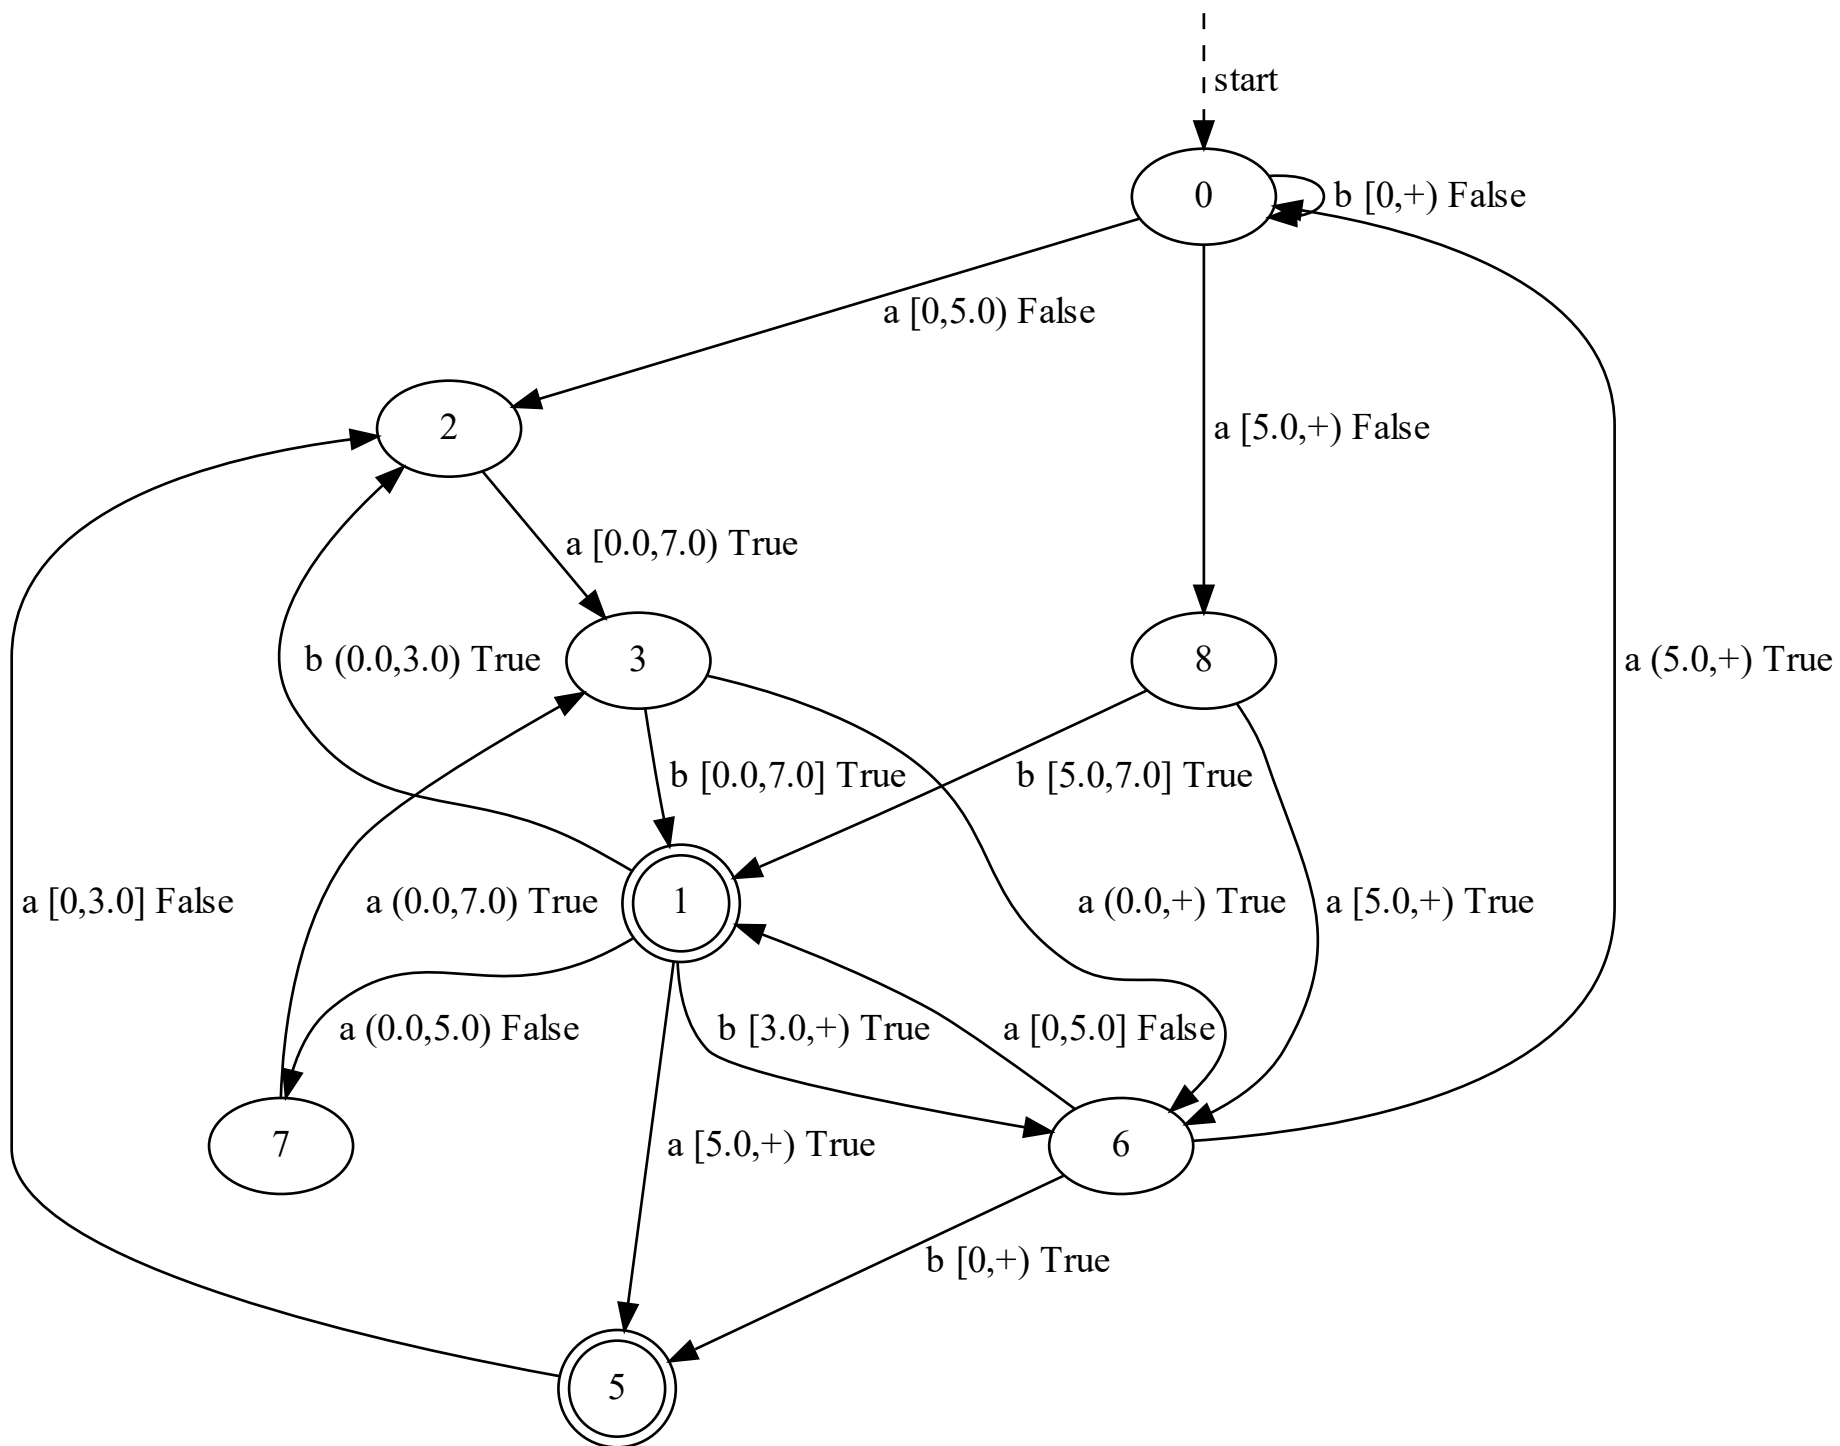 start
0
b [0,+) False
a [0,5.0) False
2
a [5.0,+) False
a [0.0,7.0) True
b (0.0,3.0) True
3
8
a (5.0,+) True
b [0.0,7.0] True
b [5.0,7.0] True
a [0,3.0] False
a (0.0,7.0) True
1
a (0.0,+) True
a [5.0,+) True
a (0.0,5.0) False
b [3.0,+) True
a [0,5.0] False
7
a [5.0,+) True
6
b [0,+) True
5